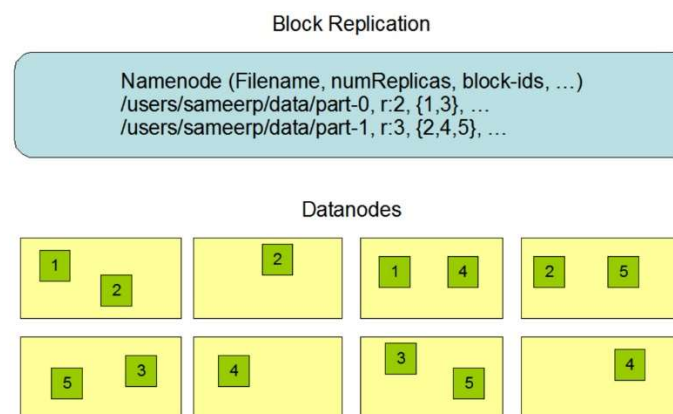 Block Replication
Namenode (Filename, numReplicas, block-ids, …)
/users/sameerp/data/part-0, r:2, {1,3}, …
/users/sameerp/data/part-1, r:3, {2,4,5}, …
Datanodes
1
2
2
1 4
2 5
5 3
4
3
5
4